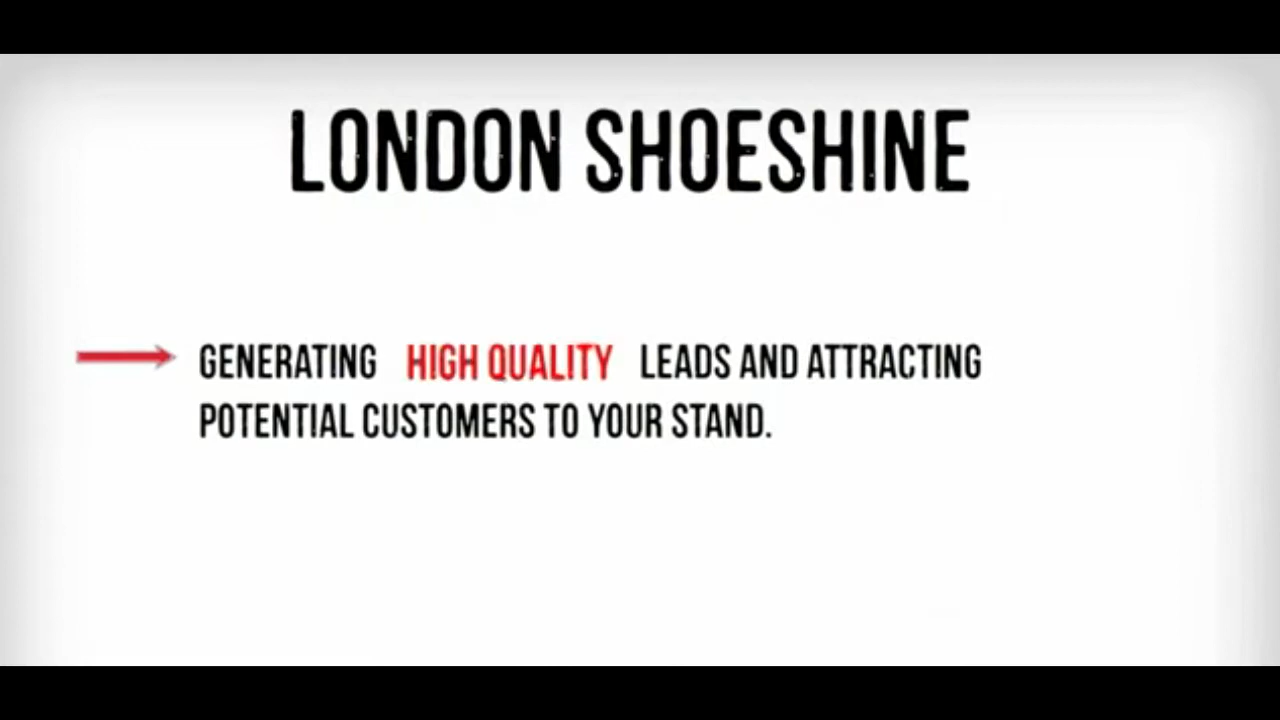 LONDON SHOESHINE
GENERATING HIGH QUALITY LEADS AND ATTRACTING
POTENTIAL CUSTOMERS TO YOUR STAND.